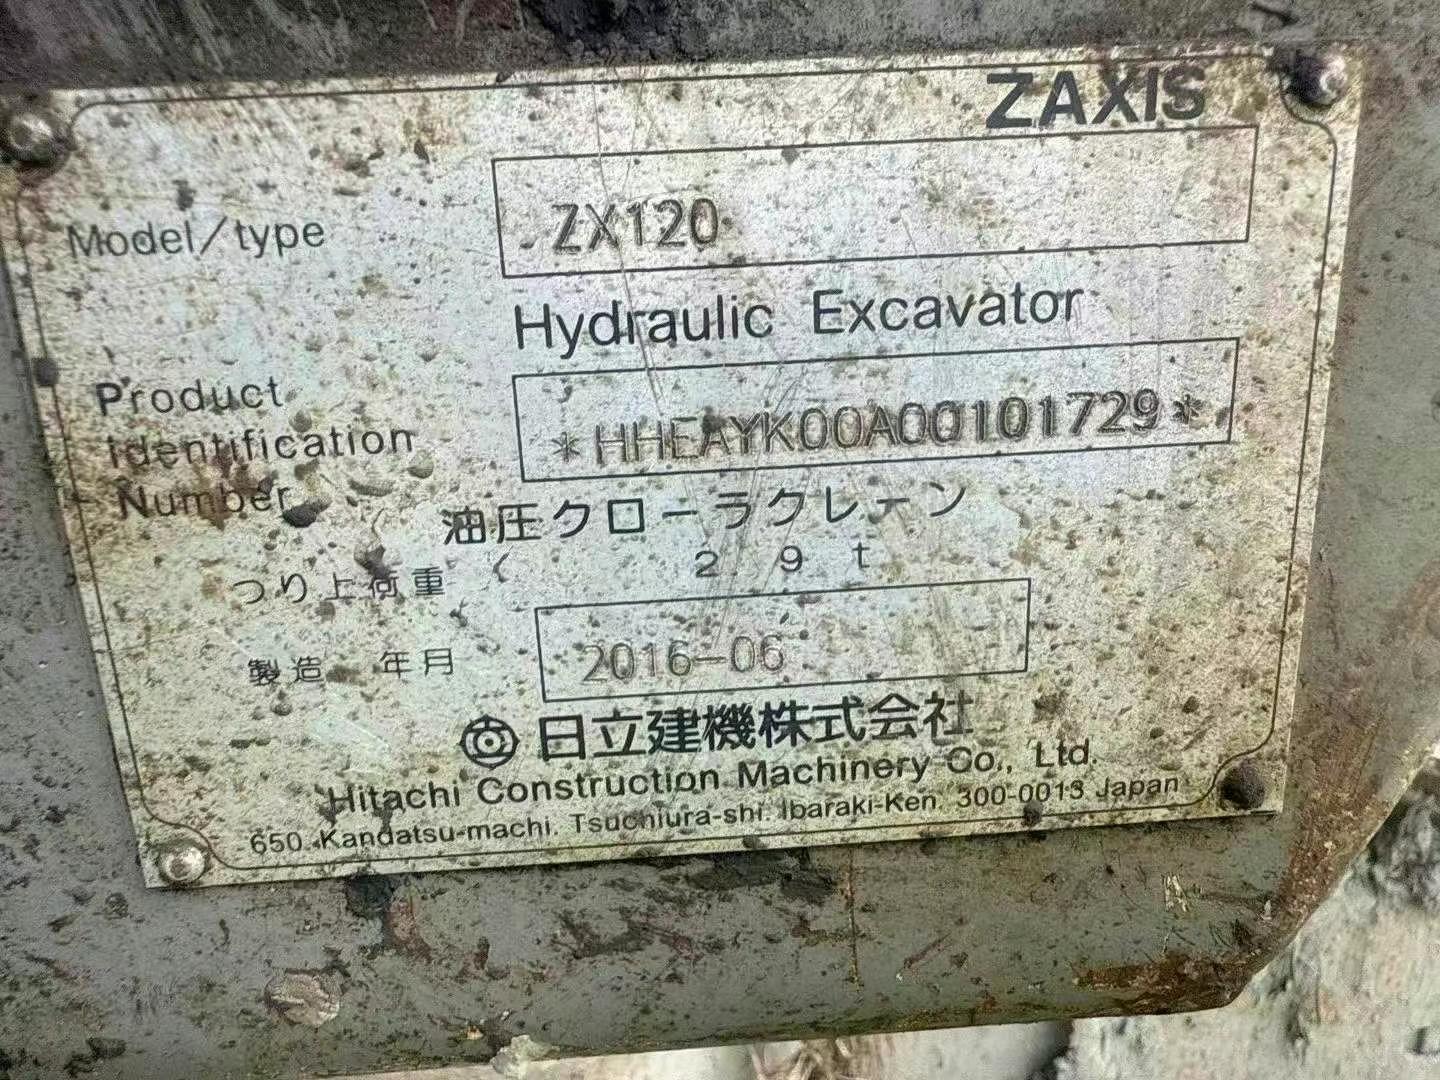 ZAXIS
Model/type ZX120
Hydraulic Excavator
Product
Identification *HHEAYK00A00101729*
Number
油圧クローラクレーン
つり上荷重 2.9t
製造 年月 2016-06
日立建機株式会社
Hitachi Construction Machinery Co., Ltd.
650. Kandatsu-machi. Tsuchiura-shi. Ibaraki-Ken. 300-0013 Japan